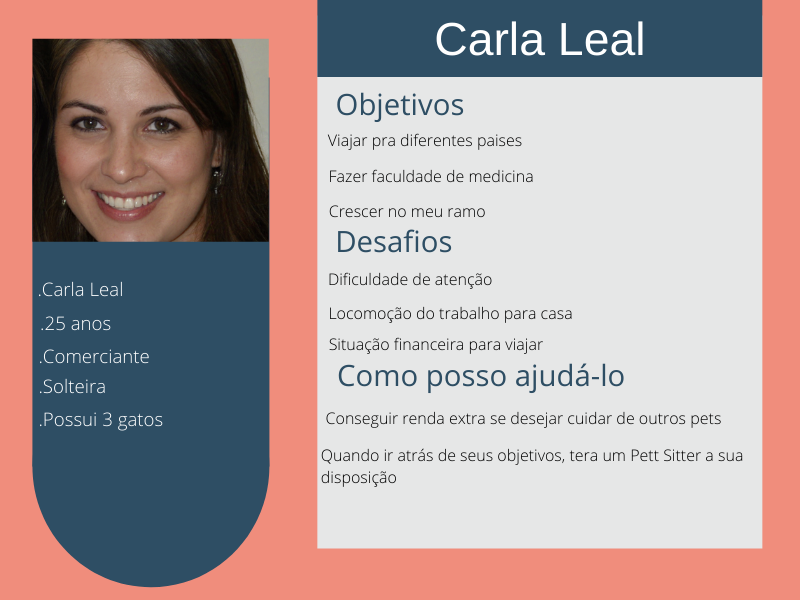 Carla Leal
.Carla Leal
.25 anos
.Comerciante
.Solteira
.Possui 3 gatos
Objetivos
Viajar pra diferentes paises
Fazer faculdade de medicina
Crescer no meu ramo
Desafios
Dificuldade de atenção
Locomoção do trabalho para casa
Situação financeira para viajar
Como posso ajudá-lo
Conseguir renda extra se desejar cuidar de outros pets
Quando ir atrás de seus objetivos, tera um Pett Sitter a sua
disposição